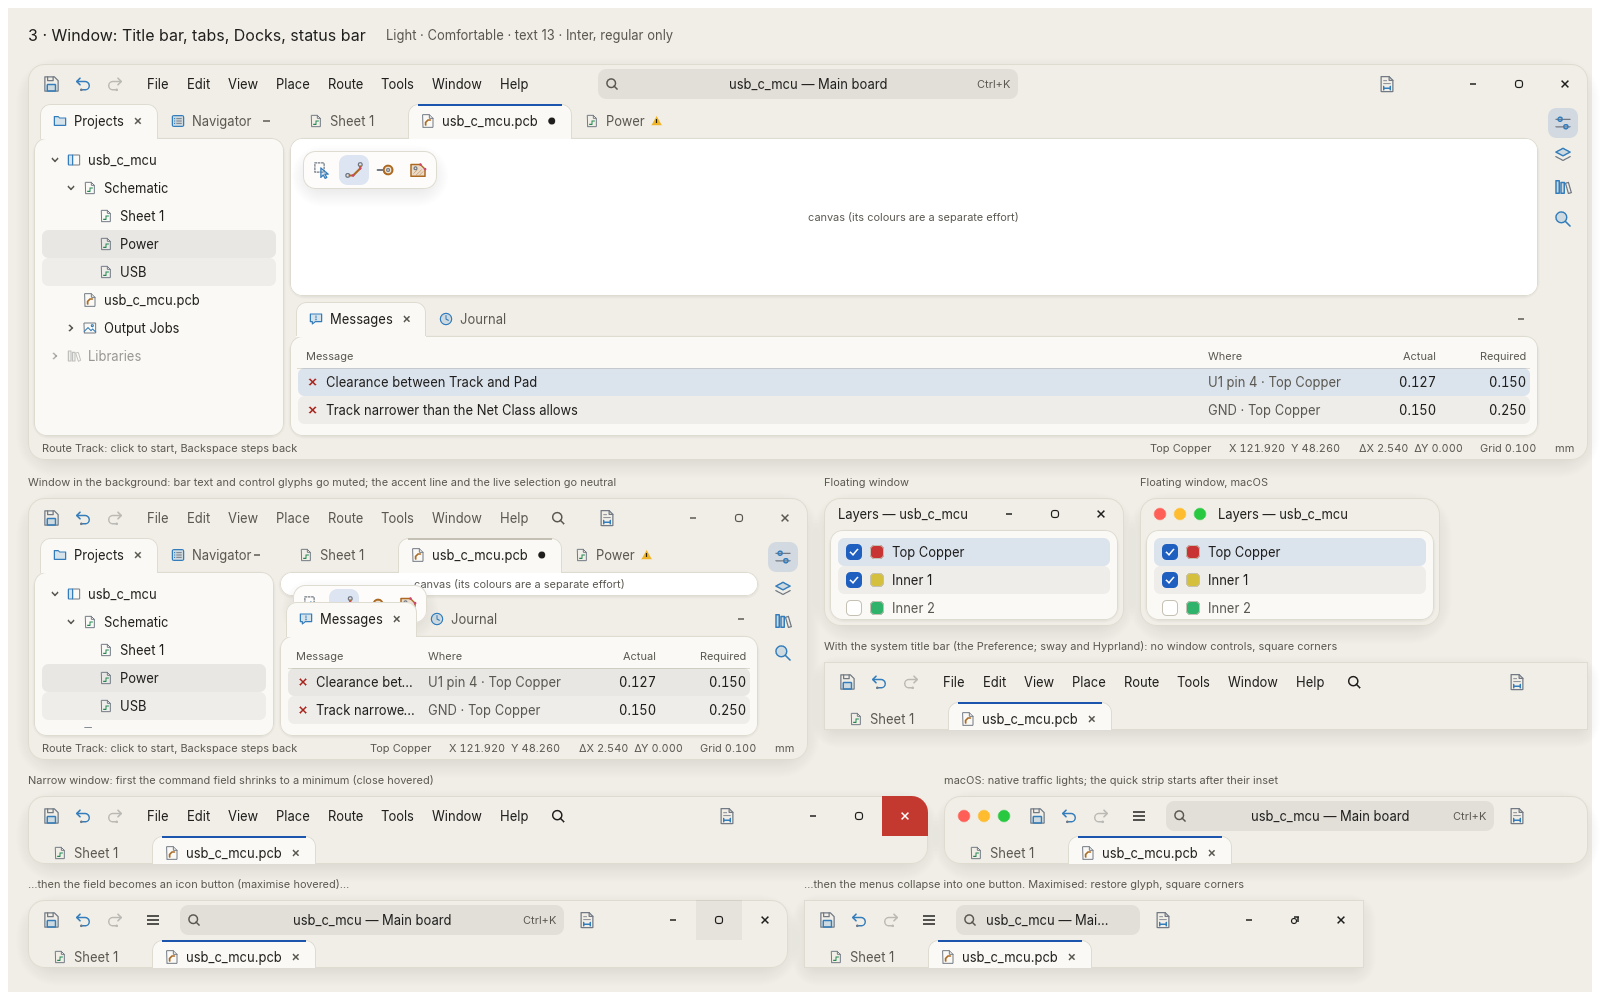 3 · Window: Title bar, tabs, Docks, status bar Light · Comfortable · text 13 · Inter, regular only
File Edit View Place Route Tools Window Help usb_c_mcu — Main board Ctrl+K
Projects Navigator Sheet 1 usb_c_mcu.pcb Power
usb_c_mcu
Schematic
Sheet 1
Power
USB
usb_c_mcu.pcb
Output Jobs
Libraries
canvas (its colours are a separate effort)
Messages Journal
Message Where Actual Required
Clearance between Track and Pad U1 pin 4 · Top Copper 0.127 0.150
Track narrower than the Net Class allows GND · Top Copper 0.150 0.250
Route Track: click to start, Backspace steps back Top Copper X 121.920 Y 48.260 ΔX 2.540 ΔY 0.000 Grid 0.100 mm
Window in the background: bar text and control glyphs go muted; the accent line and the live selection go neutral
File Edit View Place Route Tools Window Help
Projects Navigator Sheet 1 usb_c_mcu.pcb Power
usb_c_mcu
Schematic
Sheet 1
Power
USB
canvas (its colours are a separate effort)
Messages Journal
Message Where Actual Required
Clearance bet... U1 pin 4 · Top Copper 0.127 0.150
Track narrowe... GND · Top Copper 0.150 0.250
Route Track: click to start, Backspace steps back Top Copper X 121.920 Y 48.260 ΔX 2.540 ΔY 0.000 Grid 0.100 mm
Floating window
Layers — usb_c_mcu
Top Copper
Inner 1
Inner 2
Floating window, macOS
Layers — usb_c_mcu
Top Copper
Inner 1
Inner 2
With the system title bar (the Preference; sway and Hyprland): no window controls, square corners
File Edit View Place Route Tools Window Help
Sheet 1 usb_c_mcu.pcb
Narrow window: first the command field shrinks to a minimum (close hovered)
File Edit View Place Route Tools Window Help
Sheet 1 usb_c_mcu.pcb
macOS: native traffic lights; the quick strip starts after their inset
usb_c_mcu — Main board Ctrl+K
Sheet 1 usb_c_mcu.pcb
...then the field becomes an icon button (maximise hovered)...
usb_c_mcu — Main board Ctrl+K
Sheet 1 usb_c_mcu.pcb
...then the menus collapse into one button. Maximised: restore glyph, square corners
usb_c_mcu — Mai...
Sheet 1 usb_c_mcu.pcb